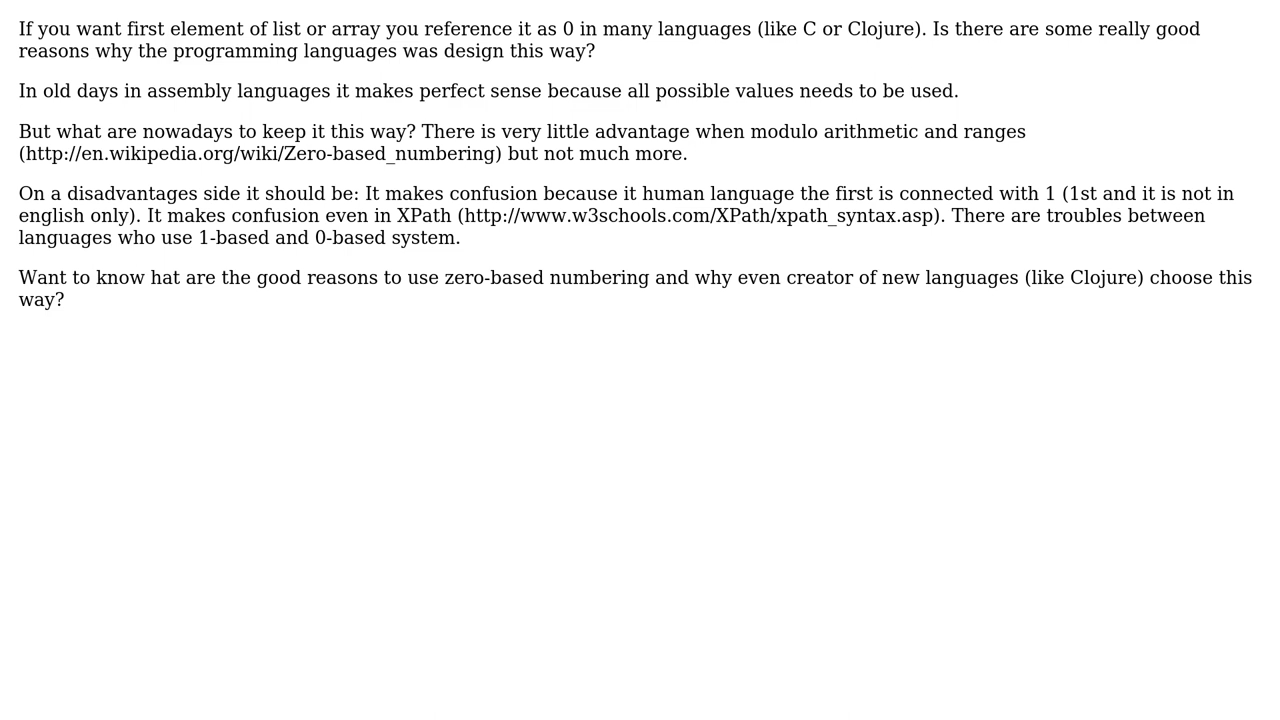 If you want first element of list or array you reference it as 0 in many languages (like C or Clojure). Is there are some really good
reasons why the programming languages was design this way?
In old days in assembly languages it makes perfect sense because all possible values needs to be used.
But what are nowadays to keep it this way? There is very little advantage when modulo arithmetic and ranges
(http://en.wikipedia.org/wiki/Zero-based_numbering) but not much more.
On a disadvantages side it should be: It makes confusion because it human language the first is connected with 1 (1st and it is not in
english only). It makes confusion even in XPath (http://www.w3schools.com/XPath/xpath_syntax.asp). There are troubles between
languages who use 1-based and 0-based system.
Want to know hat are the good reasons to use zero-based numbering and why even creator of new languages (like Clojure) choose this
way?